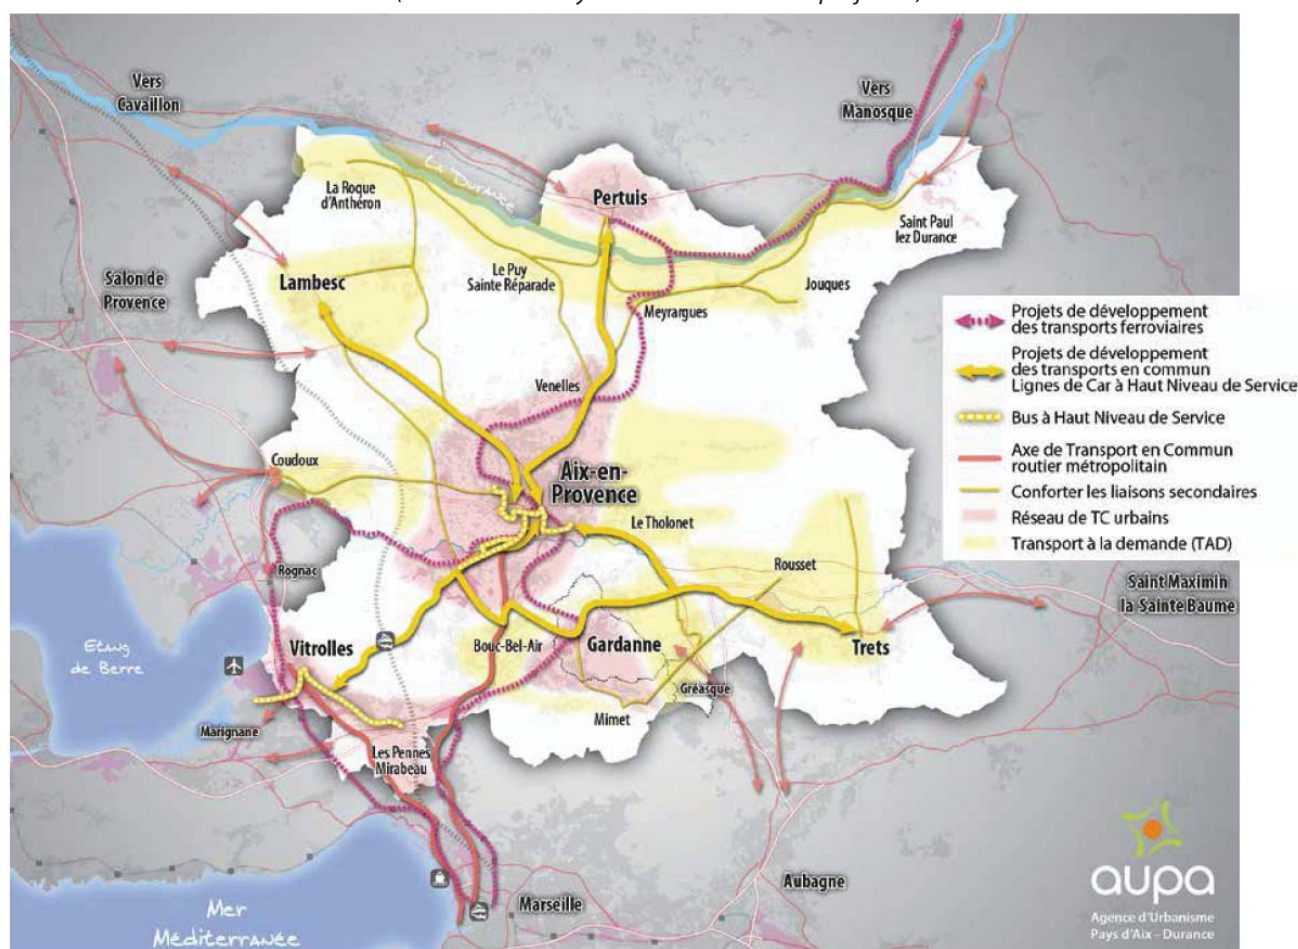 Vers
Cavaillon
Vers
Manosque
La Durance
La Roque
d'Anthéron
Pertuis
Saint Paul
lez Durance
Salon de
Provence
Lambesc
Le Puy
Sainte Réparade
Jouques
Meyrargues
Venelles
Coudoux
Aix-en-
Provence
Le Tholonet
Rousset
Rognac
Saint Maximin
la Sainte Baume
Etang
de Berre
Vitrolles
Bouc-Bel-Air
Gardanne
Trets
Gréasque
Marignane
Mimet
Les Pennes
Mirabeau
Aubagne
Marseille
Mer
Méditerranée
Projets de développement
des transports ferroviaires
Projets de développement
des transports en commun
Lignes de Car à Haut Niveau de Service
Bus à Haut Niveau de Service
Axe de Transport en Commun
routier métropolitain
Conforter les liaisons secondaires
Réseau de TC urbains
Transport à la demande (TAD)
aupa
Agence d'Urbanisme
Pays d'Aix - Durance